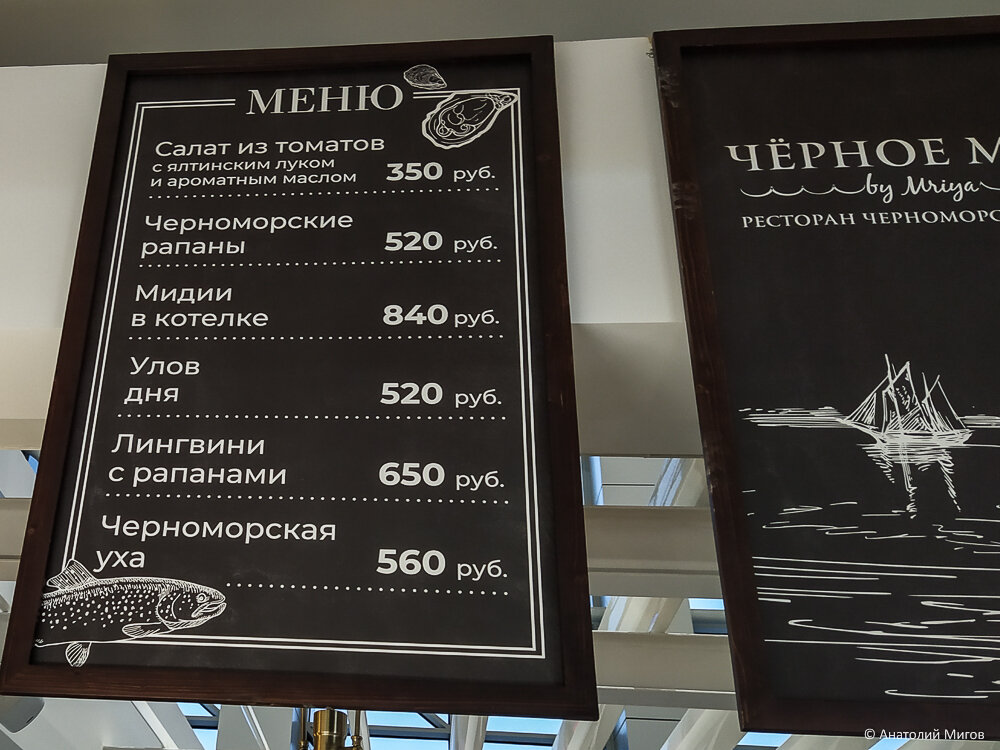 МЕНЮ
Салат из томатов
с ялтинским луком
и ароматным маслом 350 руб.
Черноморские
рапаны 520 руб.
Мидии
в котелке 840 руб.
Улов
дня 520 руб.
Лингвини
с рапанами 650 руб.
Черноморская
уха 560 руб.
ЧЁРНОЕ
by Mriya
РЕСТОРАН
© Анатолий Мигов